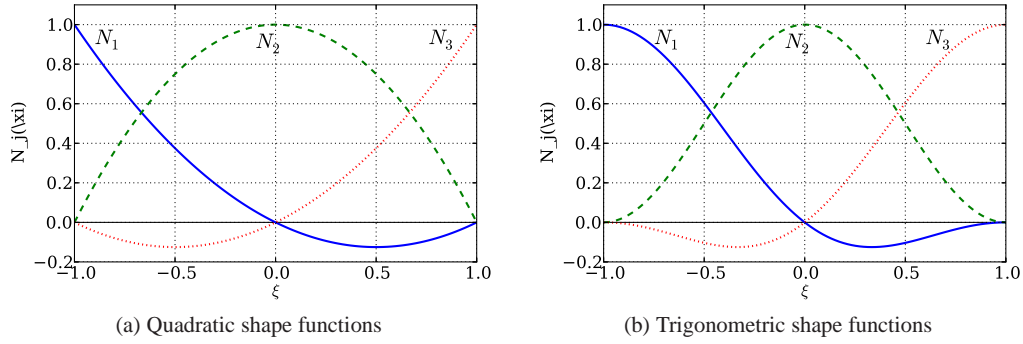 1.0
0.8
0.6
0.4
0.2
0.0
−0.2
N_j(\xi)
N₁
N₂
N₃
−1.0 −0.5 0.0 0.5 1.0
ξ
(a) Quadratic shape functions
1.0
0.8
0.6
0.4
0.2
0.0
−0.2
N_j(\xi)
N₁
N₂
N₃
−1.0 −0.5 0.0 0.5 1.0
ξ
(b) Trigonometric shape functions